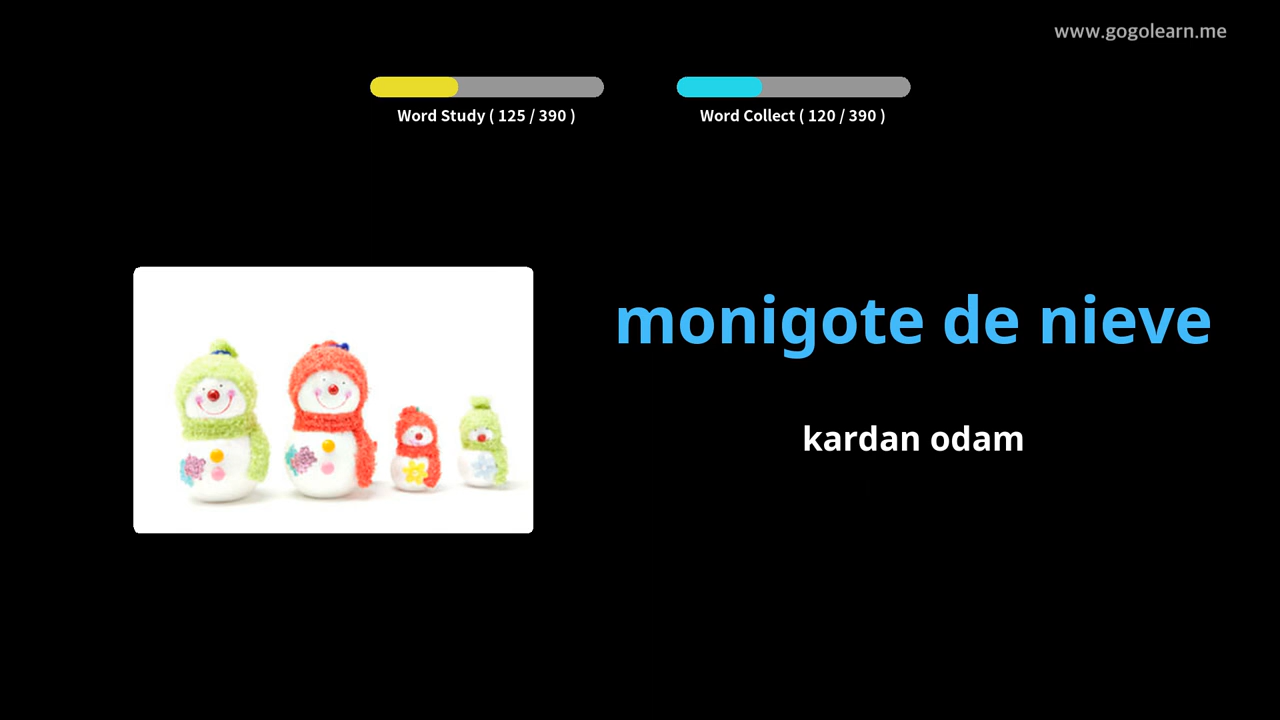 www.gogolearn.me
Word Study ( 125 / 390 )
Word Collect ( 120 / 390 )
monigote de nieve
kardan odam